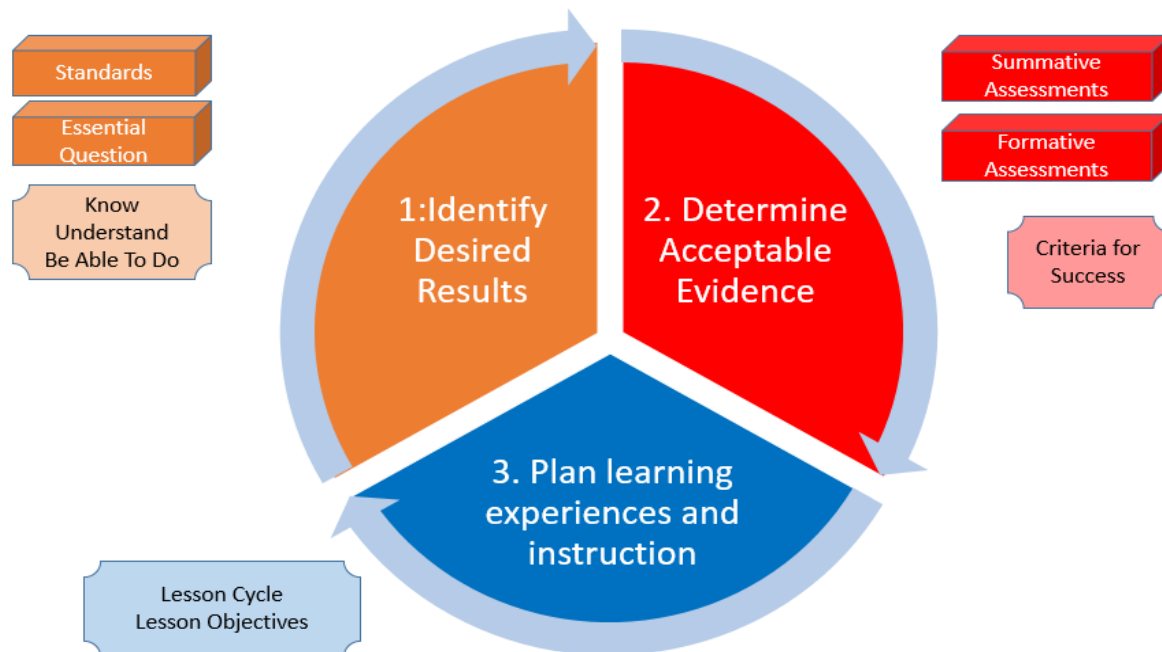 Standards
Essential
Question
Know
Understand
Be Able To Do
1:Identify
Desired
Results
2. Determine
Acceptable
Evidence
Summative
Assessments
Formative
Assessments
Criteria for
Success
3. Plan learning
experiences and
instruction
Lesson Cycle
Lesson Objectives